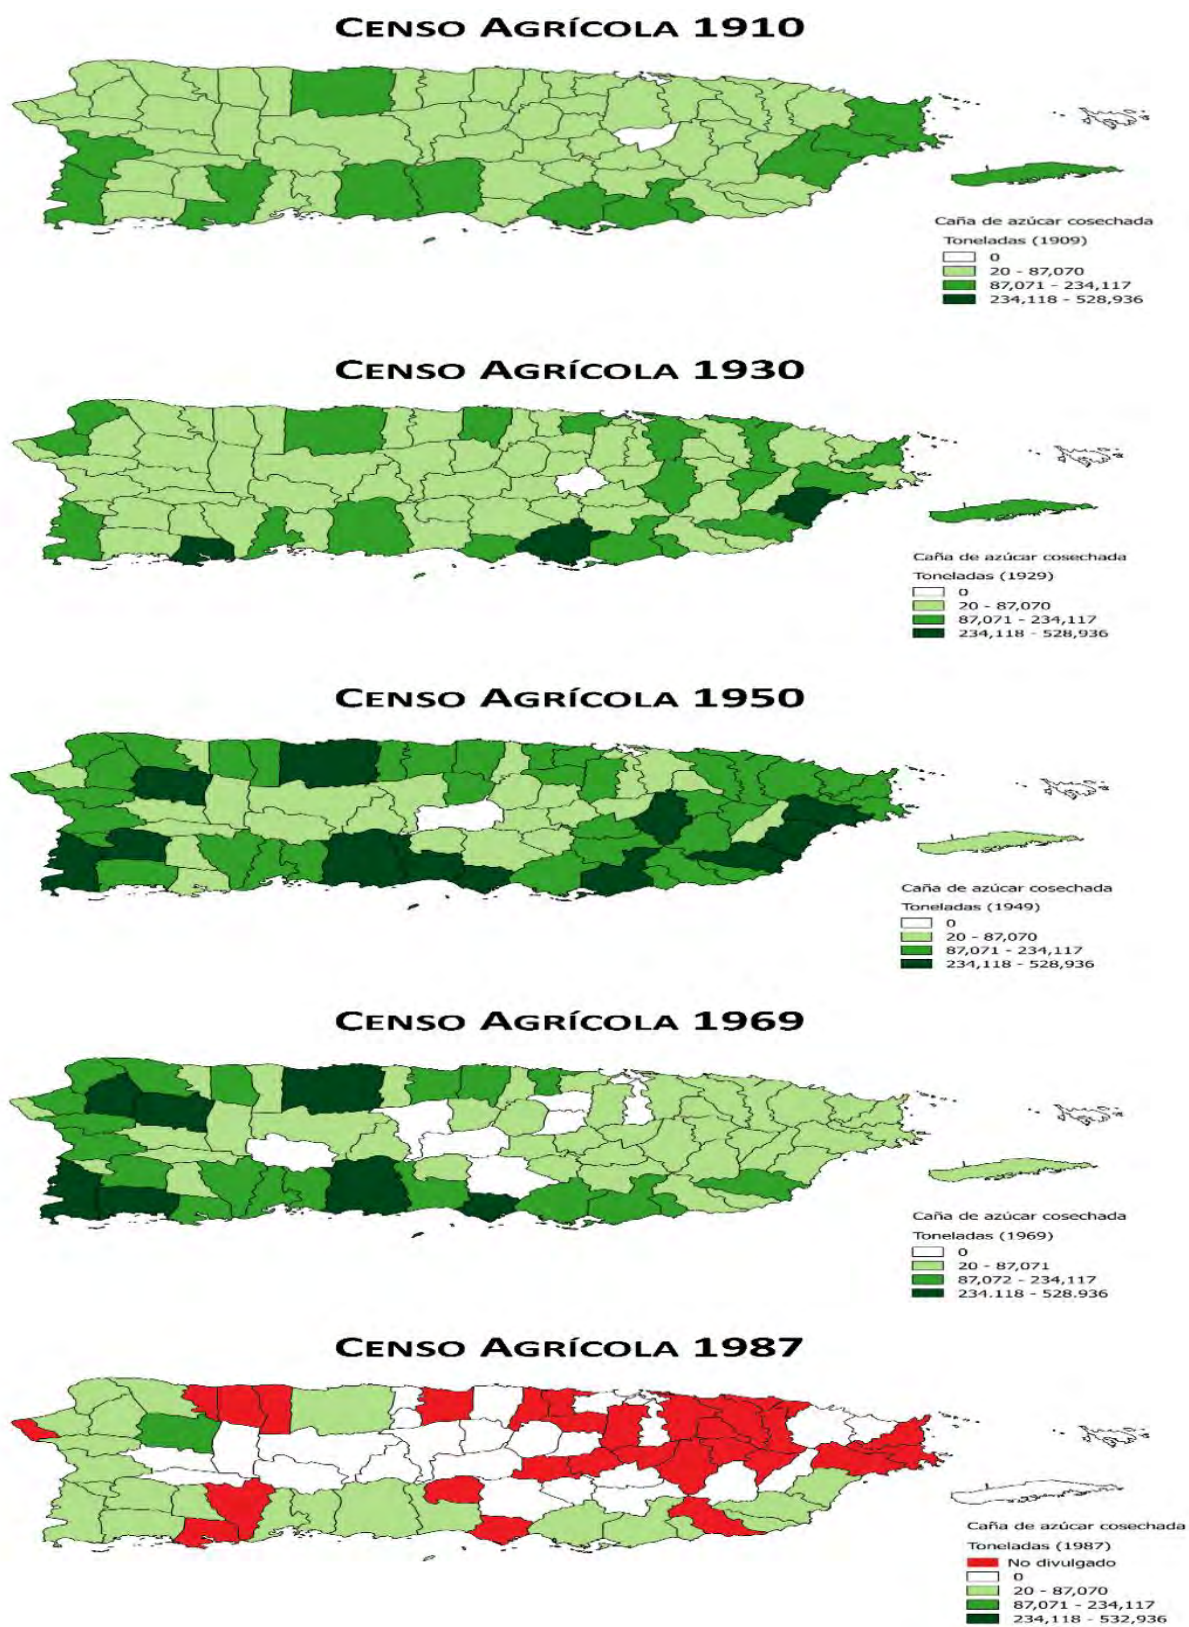 CENSO AGRÍCOLA 1910
Caña de azúcar cosechada
Toneladas (1909)
0
20 - 87,070
87,071 - 234,117
234,118 - 528,936
CENSO AGRÍCOLA 1930
Caña de azúcar cosechada
Toneladas (1929)
0
20 - 87,070
87,071 - 234,117
234,118 - 528,936
CENSO AGRÍCOLA 1950
Caña de azúcar cosechada
Toneladas (1949)
0
20 - 87,070
87,071 - 234,117
234,118 - 528,936
CENSO AGRÍCOLA 1969
Caña de azúcar cosechada
Toneladas (1969)
0
20 - 87,071
87,072 - 234,117
234.118 - 528.936
CENSO AGRÍCOLA 1987
Caña de azúcar cosechada
Toneladas (1987)
No divulgado
0
20 - 87,070
87,071 - 234,117
234,118 - 532,936